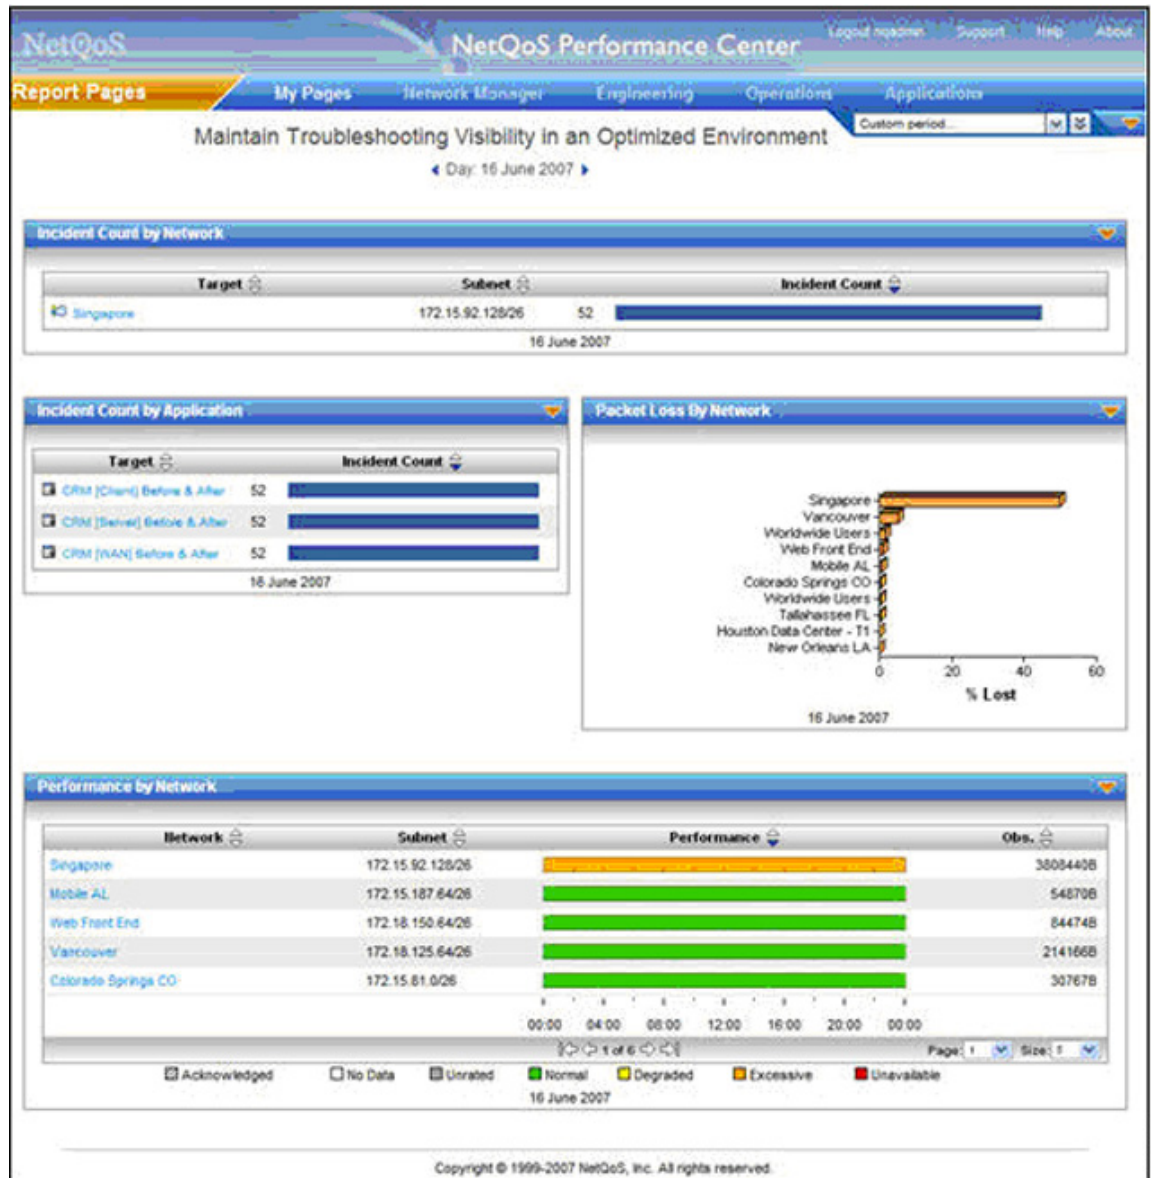 NetQoS
NetQoS Performance Center
Logout nqadmin Support Help About
Report Pages My Pages Network Manager Engineering Operations Applications
Custom period...
Maintain Troubleshooting Visibility in an Optimized Environment
Day: 16 June 2007
Incident Count by Network
Target Subnet Incident Count
Singapore 172.15.92.128/26 52
16 June 2007
Incident Count by Application
Target Incident Count
CRM [Client] Before & After 52
CRM [Server] Before & After 52
CRM [WAN] Before & After 52
16 June 2007
Packet Loss By Network
Singapore
Vancouver
Worldwide Users
Web Front End
Mobile AL
Colorado Springs CO
Worldwide Users
Tallahassee FL
Houston Data Center - T1
New Orleans LA
0 20 40 60
% Lost
16 June 2007
Performance by Network
Network Subnet Performance Obs.
Singapore 172.15.92.128/26 3808440B
Mobile AL 172.15.187.64/26 54870B
Web Front End 172.18.150.64/26 84474B
Vancouver 172.18.125.64/26 214166B
Colorado Springs CO 172.15.81.0/26 30767B
00:00 04:00 08:00 12:00 16:00 20:00 00:00
1 of 6 Page: 1 Size: 5
Acknowledged No Data Unrated Normal Degraded Excessive Unavailable
16 June 2007
Copyright © 1999-2007 NetQoS, Inc. All rights reserved.